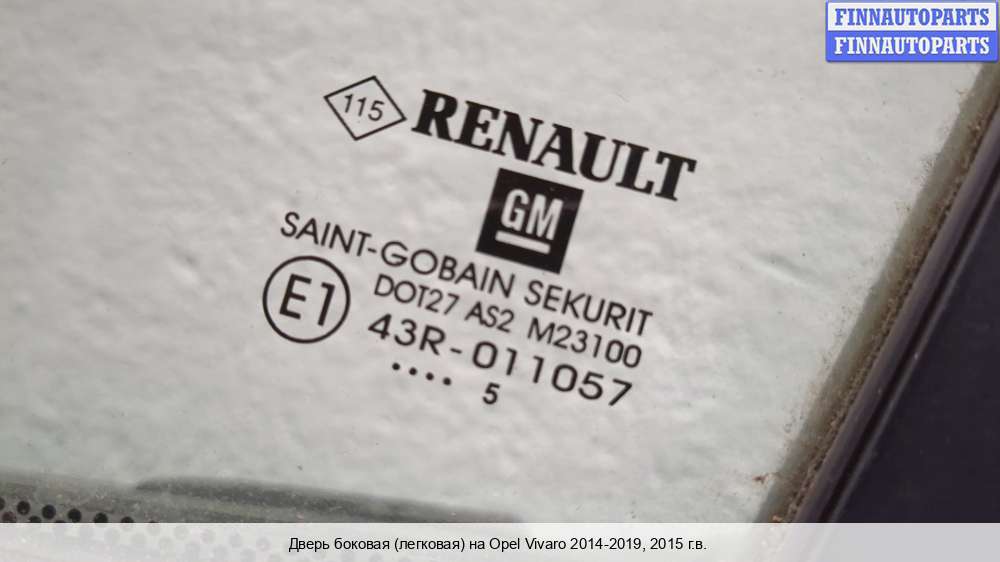 FINNAUTOPARTS
FINNAUTOPARTS
115
RENAULT
GM
SAINT-GOBAIN SEKURIT
E1
DOT27 AS2 M23100
43R-011057
.... 5
Дверь боковая (легковая) на Opel Vivaro 2014-2019, 2015 г.в.